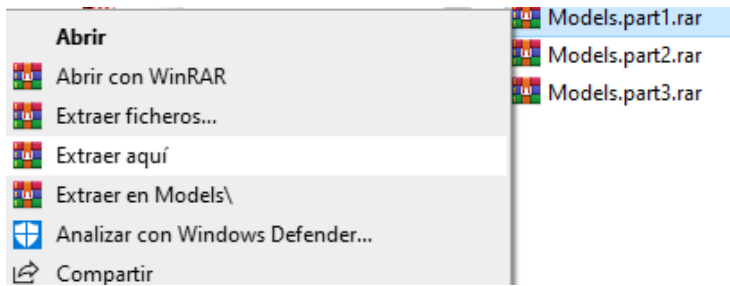 Abrir
Abrir con WinRAR
Extraer ficheros...
Extraer aquí
Extraer en Models\
Analizar con Windows Defender...
Compartir
Models.part1.rar
Models.part2.rar
Models.part3.rar